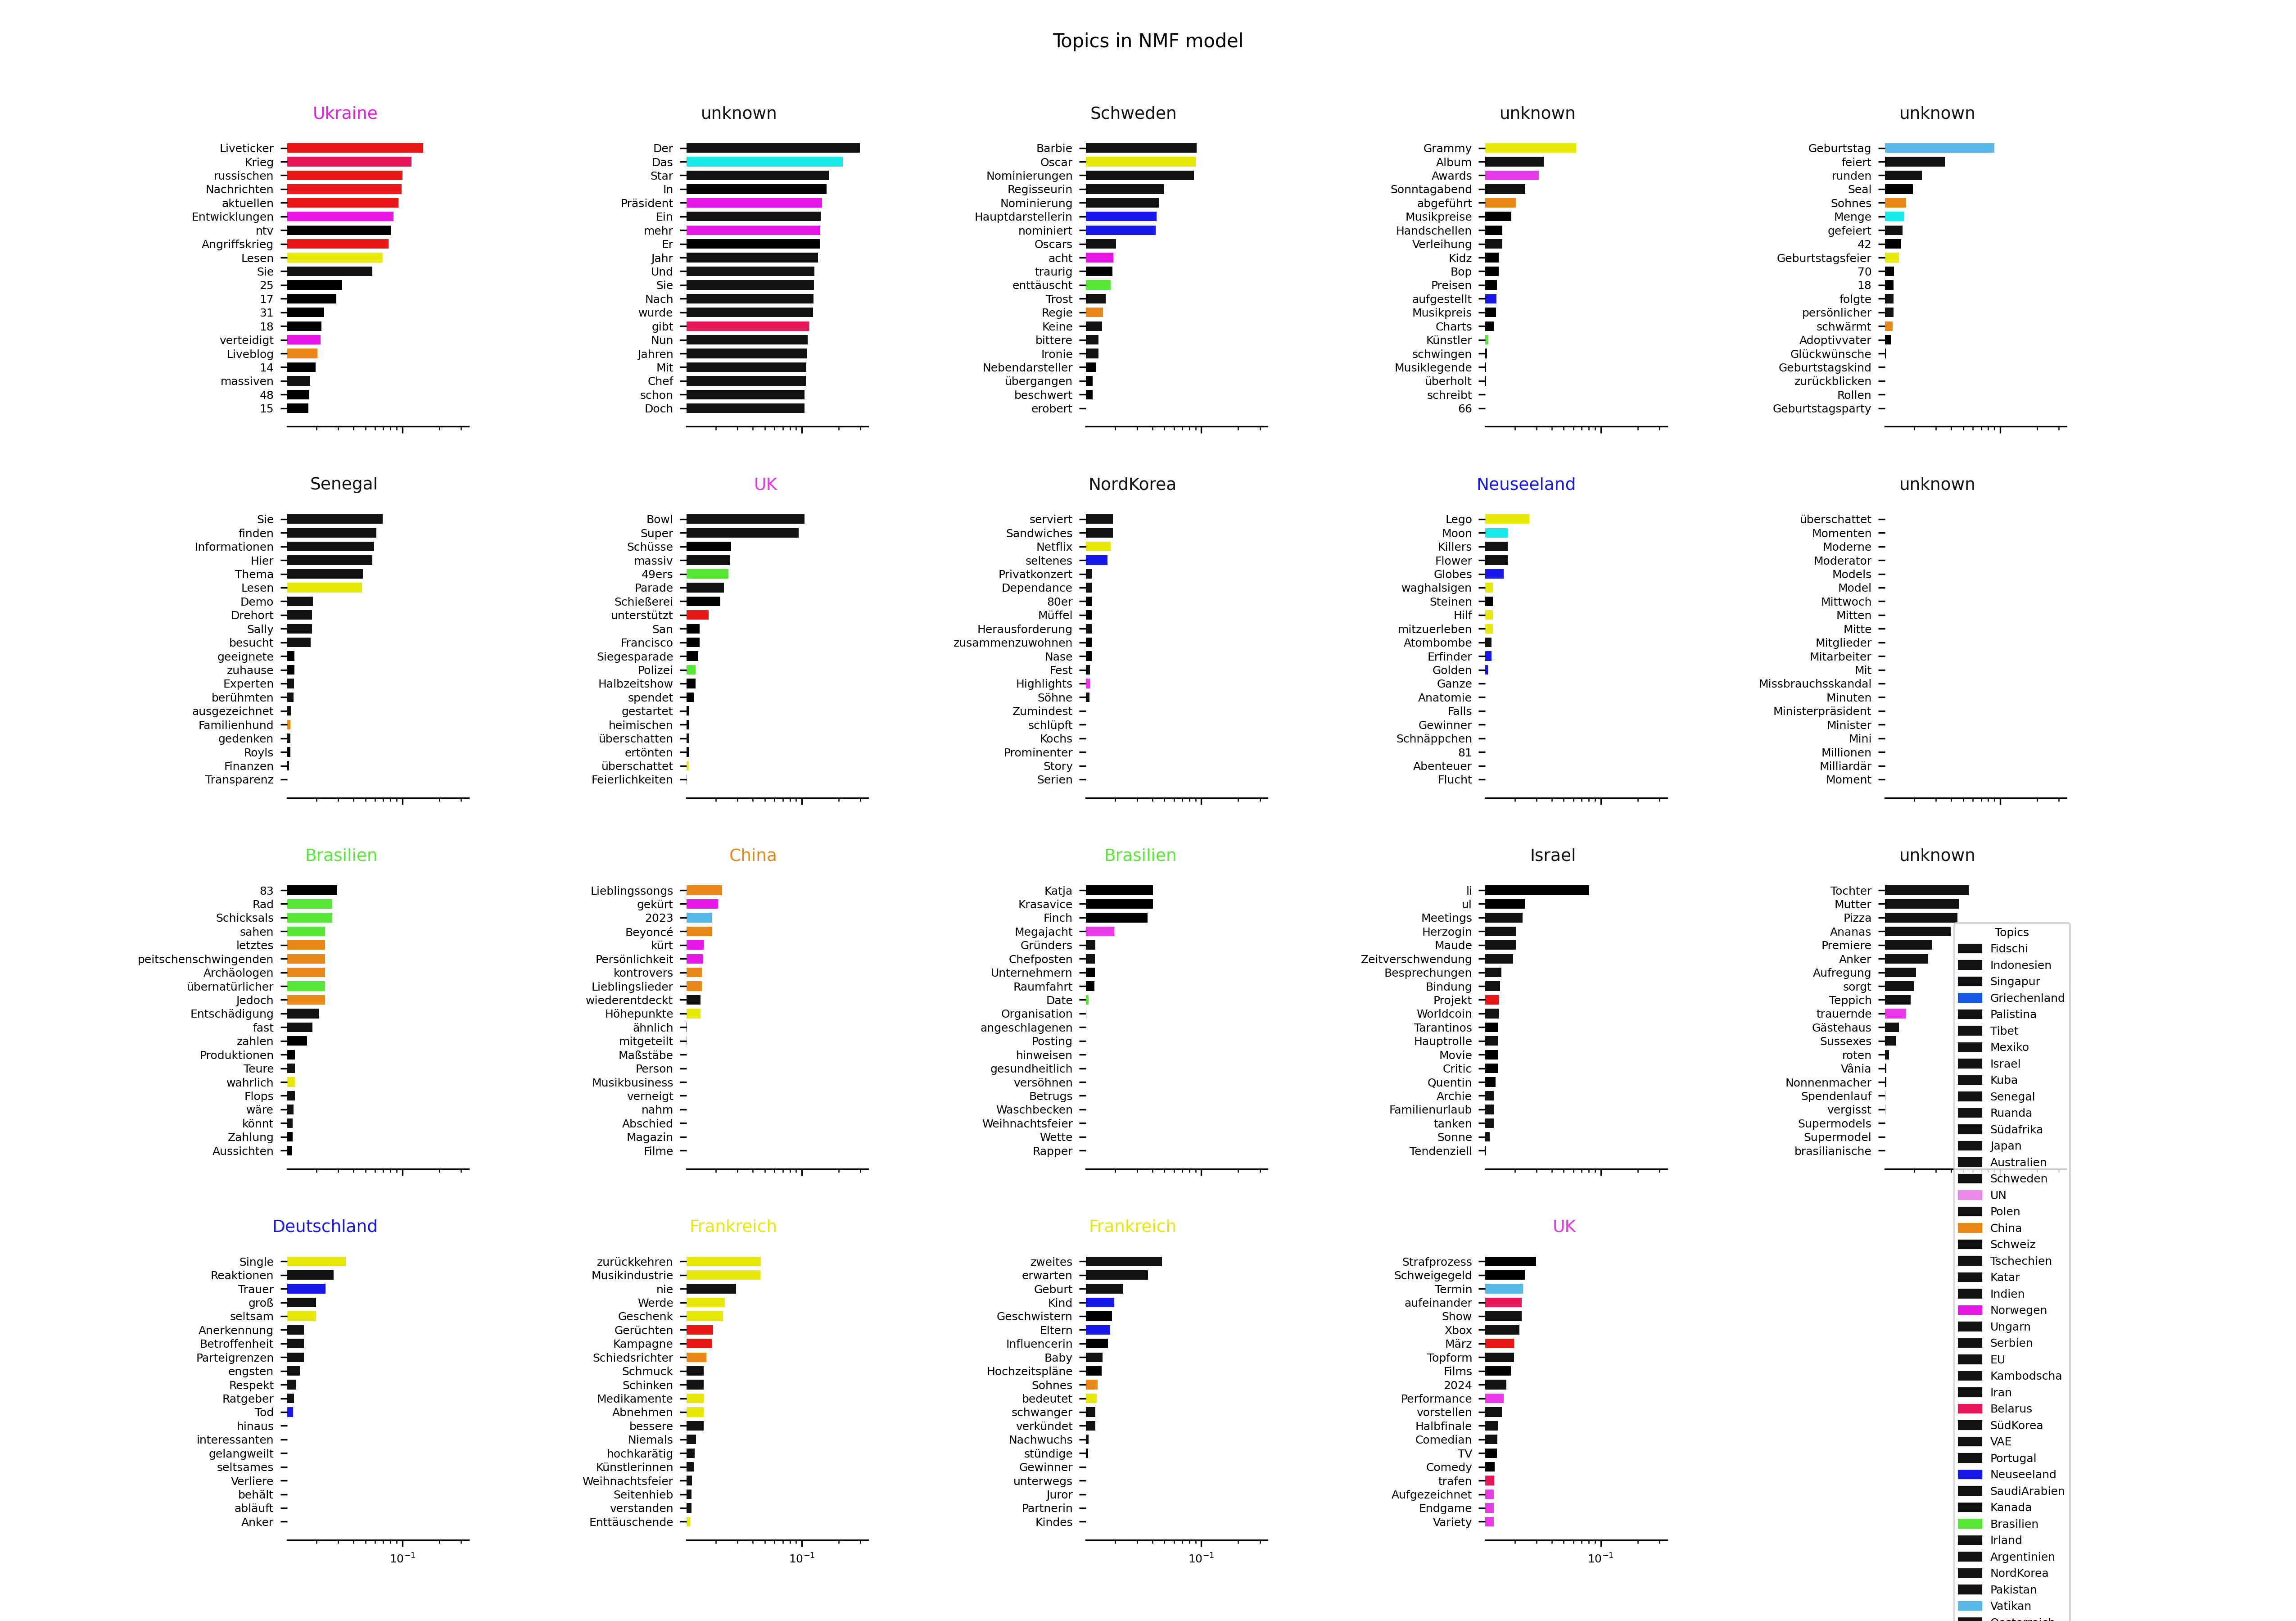 Topics in NMF model
Ukraine
Liveticker
Krieg
russischen
Nachrichten
aktuellen
Entwicklungen
ntv
Angriffskrieg
Lesen
Sie
25
17
31
18
verteidigt
Liveblog
14
massiven
48
15
unknown
Der
Das
Star
In
Präsident
Ein
mehr
Er
Jahr
Und
Sie
Nach
wurde
gibt
Nun
Jahren
Mit
Chef
schon
Doch
Schweden
Barbie
Oscar
Nominierungen
Regisseurin
Nominierung
Hauptdarstellerin
nominiert
Oscars
acht
traurig
enttäuscht
Trost
Regie
Keine
bittere
Ironie
Nebendarsteller
übergangen
beschwert
erobert
unknown
Grammy
Album
Awards
Sonntagabend
abgeführt
Musikpreise
Handschellen
Verleihung
Kidz
Bop
Preisen
aufgestellt
Musikpreis
Charts
Künstler
schwingen
Musiklegende
überholt
schreibt
66
unknown
Geburtstag
feiert
runden
Seal
Sohnes
Menge
gefeiert
42
Geburtstagsfeier
70
18
folgte
persönlicher
schwärmt
Adoptivvater
Glückwünsche
Geburtstagskind
zurückblicken
Rollen
Geburtstagsparty
Senegal
Sie
finden
Informationen
Hier
Thema
Lesen
Demo
Drehort
Sally
besucht
geeignete
zuhause
Experten
berühmten
ausgezeichnet
Familienhund
gedenken
Royls
Finanzen
Transparenz
UK
Bowl
Super
Schüsse
massiv
49ers
Parade
Schießerei
unterstützt
San
Francisco
Siegesparade
Polizei
Halbzeitshow
spendet
gestartet
heimischen
überschatten
ertönten
überschattet
Feierlichkeiten
NordKorea
serviert
Sandwiches
Netflix
seltenes
Privatkonzert
Dependance
80er
Müffel
Herausforderung
zusammenzuwohnen
Nase
Fest
Highlights
Söhne
Zumindest
schlüpft
Kochs
Prominenter
Story
Serien
Neuseeland
Lego
Moon
Killers
Flower
Globes
waghalsigen
Steinen
Hilf
mitzuerleben
Atombombe
Erfinder
Golden
Ganze
Anatomie
Falls
Gewinner
Schnäppchen
81
Abenteuer
Flucht
unknown
überschattet
Momenten
Moderne
Moderator
Models
Model
Mittwoch
Mitten
Mitte
Mitglieder
Mitarbeiter
Mit
Missbrauchsskandal
Minuten
Ministerpräsident
Minister
Mini
Millionen
Milliardär
Moment
Brasilien
83
Rad
Schicksals
sahen
letztes
peitschenschwingenden
Archäologen
übernatürlicher
Jedoch
Entschädigung
fast
zahlen
Produktionen
Teure
wahrlich
Flops
wäre
könnt
Zahlung
Aussichten
China
Lieblingssongs
gekürt
2023
Beyoncé
kürt
Persönlichkeit
kontrovers
Lieblingslieder
wiederentdeckt
Höhepunkte
ähnlich
mitgeteilt
Maßstäbe
Person
Musikbusiness
verneigt
nahm
Abschied
Magazin
Filme
Brasilien
Katja
Krasavice
Finch
Megajacht
Gründers
Chefposten
Unternehmern
Raumfahrt
Date
Organisation
angeschlagenen
Posting
hinweisen
gesundheitlich
versöhnen
Betrugs
Waschbecken
Weihnachtsfeier
Wette
Rapper
Israel
li
ul
Meetings
Herzogin
Maude
Zeitverschwendung
Besprechungen
Bindung
Projekt
Worldcoin
Tarantinos
Hauptrolle
Movie
Critic
Quentin
Archie
Familienurlaub
tanken
Sonne
Tendenziell
unknown
Tochter
Mutter
Pizza
Ananas
Premiere
Anker
Aufregung
sorgt
Teppich
trauernde
Gästehaus
Sussexes
roten
Vânia
Nonnenmacher
Spendenlauf
vergisst
Supermodels
Supermodel
brasilianische
Deutschland
Single
Reaktionen
Trauer
groß
seltsam
Anerkennung
Betroffenheit
Parteigrenzen
engsten
Respekt
Ratgeber
Tod
hinaus
interessanten
gelangweilt
seltsames
Verliere
behält
abläuft
Anker
10⁻¹
Frankreich
zurückkehren
Musikindustrie
nie
Werde
Geschenk
Gerüchten
Kampagne
Schiedsrichter
Schmuck
Schinken
Medikamente
Abnehmen
bessere
Niemals
hochkarätig
Künstlerinnen
Weihnachtsfeier
Seitenhieb
verstanden
Enttäuschende
10⁻¹
Frankreich
zweites
erwarten
Geburt
Kind
Geschwistern
Eltern
Influencerin
Baby
Hochzeitspläne
Sohnes
bedeutet
schwanger
verkündet
Nachwuchs
stündige
Gewinner
unterwegs
Juror
Partnerin
Kindes
10⁻¹
UK
Strafprozess
Schweigegeld
Termin
aufeinander
Show
Xbox
März
Topform
Films
2024
Performance
vorstellen
Halbfinale
Comedian
TV
Comedy
trafen
Aufgezeichnet
Endgame
Variety
10⁻¹
Topics
Fidschi
Indonesien
Singapur
Griechenland
Palistina
Tibet
Mexiko
Israel
Kuba
Senegal
Ruanda
Südafrika
Japan
Australien
Schweden
UN
Polen
China
Schweiz
Tschechien
Katar
Indien
Norwegen
Ungarn
Serbien
EU
Kambodscha
Iran
Belarus
SüdKorea
VAE
Portugal
Neuseeland
SaudiArabien
Kanada
Brasilien
Irland
Argentinien
NordKorea
Pakistan
Vatikan